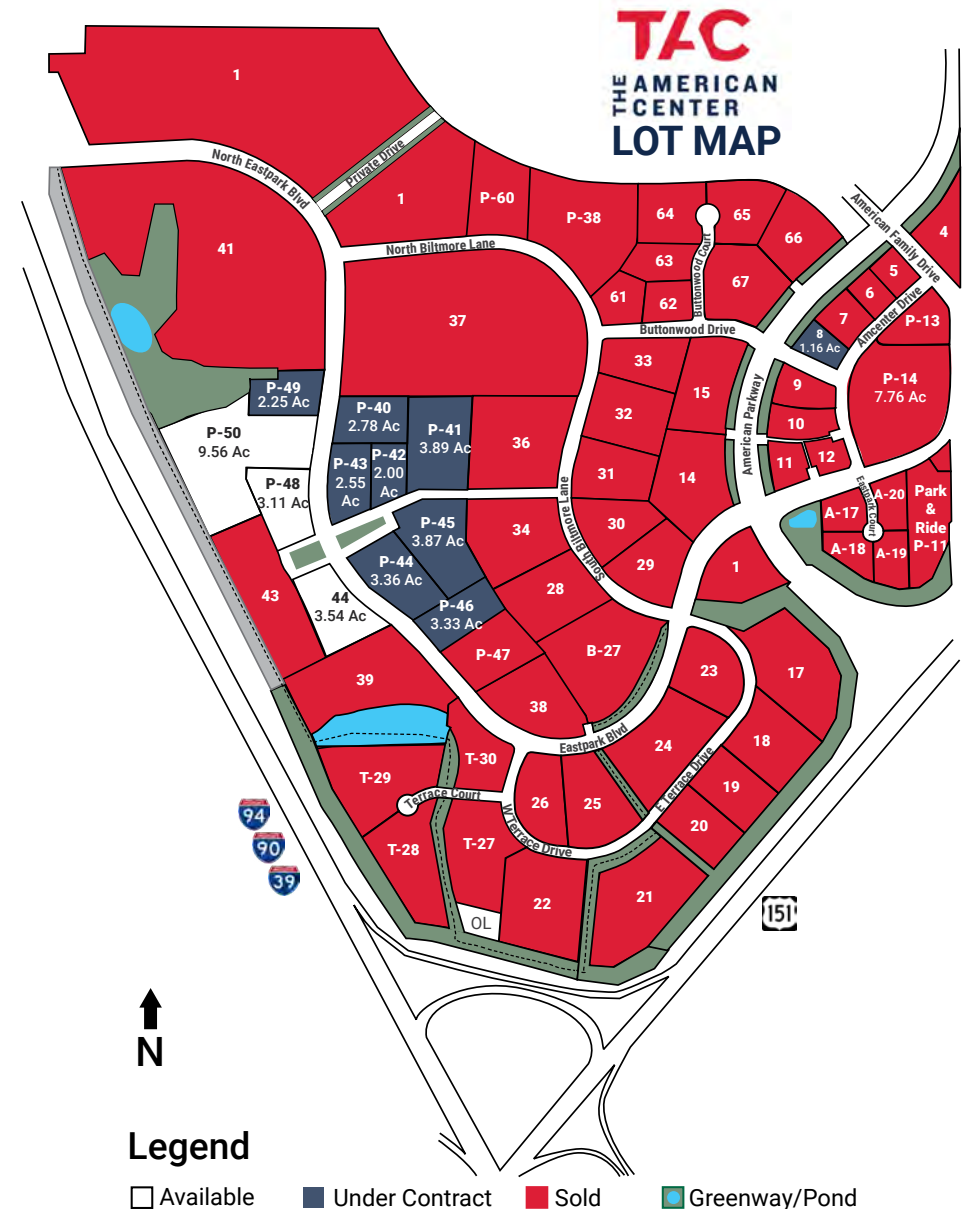 TAC
THE AMERICAN
CENTER
LOT MAP
1
North Eastpark Blvd
Private Drive
1
P-60
P-38
64
65
66
American Family Drive
4
41
North Biltmore Lane
63
Buttonwood Court
67
5
6
61
62
7
Amcenter Drive
P-13
37
Buttonwood Drive
8
1.16 Ac
33
15
American Parkway
9
P-14
7.76 Ac
P-49
2.25 Ac
P-40
2.78 Ac
P-41
3.89 Ac
36
32
10
P-50
9.56 Ac
P-43
2.55
Ac
P-42
2.00
Ac
31
14
11
12
P-48
3.11 Ac
South Biltmore Lane
Eastpark Court
A-20
Park
&
Ride
P-11
A-17
A-18
A-19
P-45
3.87 Ac
34
30
P-44
3.36 Ac
29
1
43
44
3.54 Ac
28
P-46
3.33 Ac
P-47
B-27
23
17
39
38
Eastpark Blvd
24
18
T-30
E Terrace Drive
T-29
Terrace Court
26
25
19
W Terrace Drive
20
94
90
39
T-28
T-27
22
21
OL
151
N
Legend
Available
Under Contract
Sold
Greenway/Pond